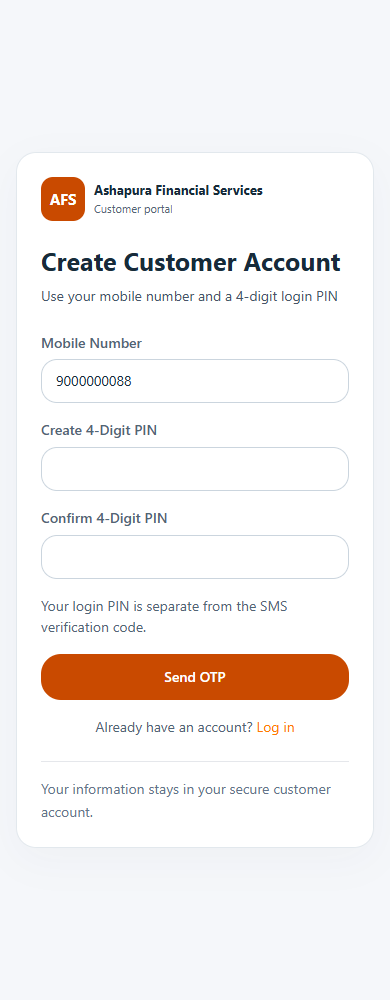 AFS
Ashapura Financial Services
Customer portal
Create Customer Account
Use your mobile number and a 4-digit login PIN
Mobile Number
9000000088
Create 4-Digit PIN
Confirm 4-Digit PIN
Your login PIN is separate from the SMS
verification code.
Send OTP
Already have an account? Log in
Your information stays in your secure customer
account.